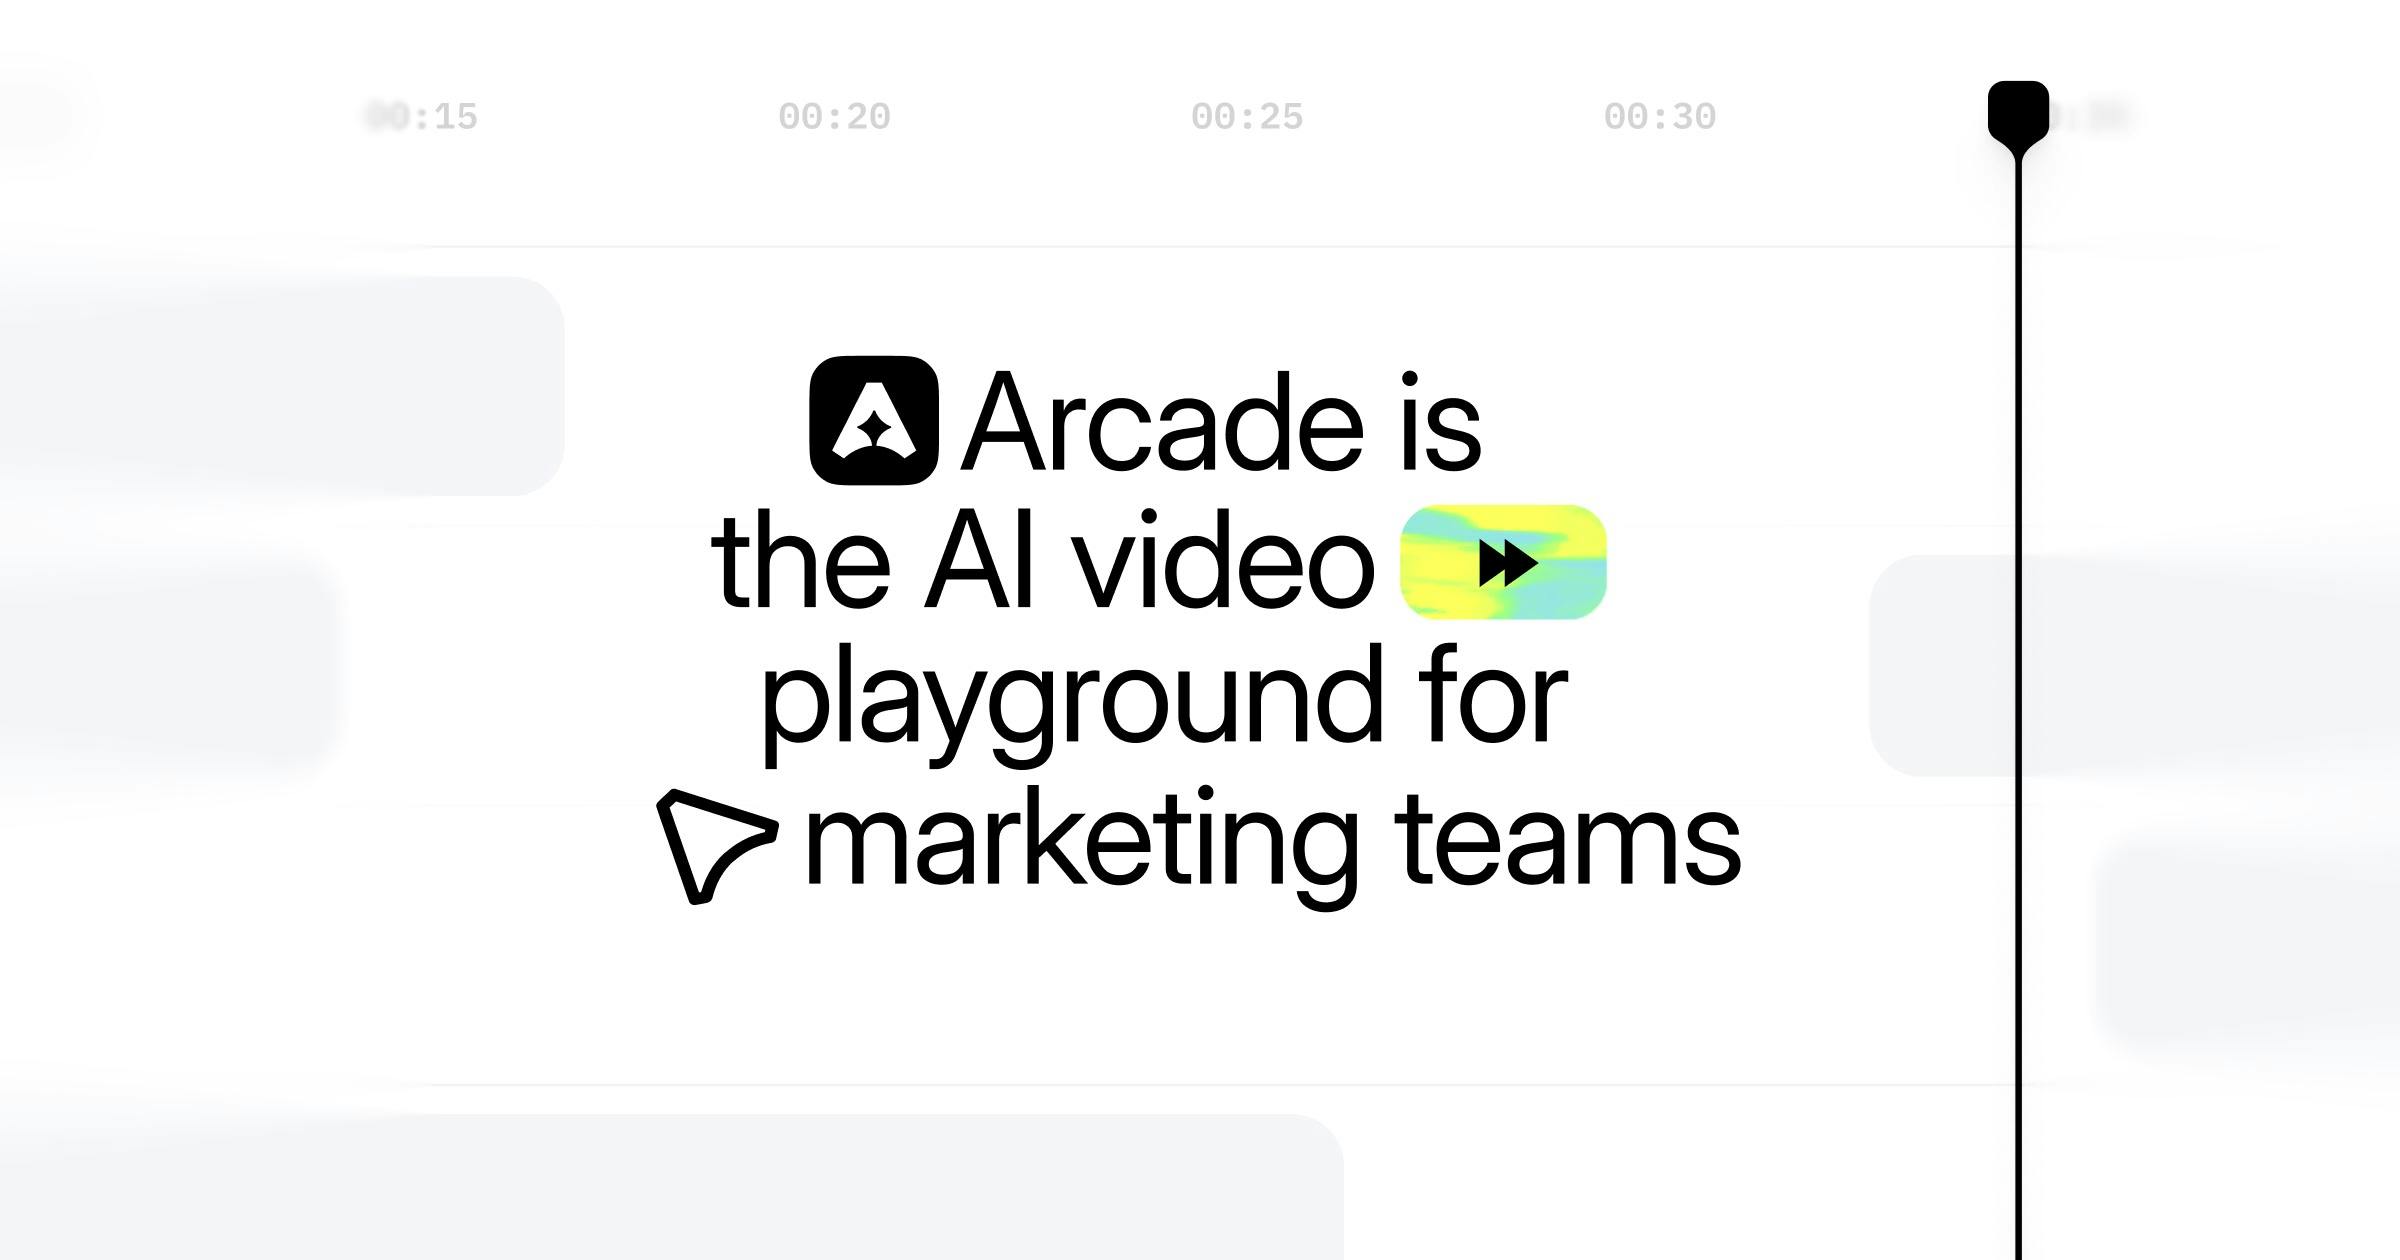 00:15 00:20 00:25 00:30
Arcade is
the AI video
playground for
marketing teams